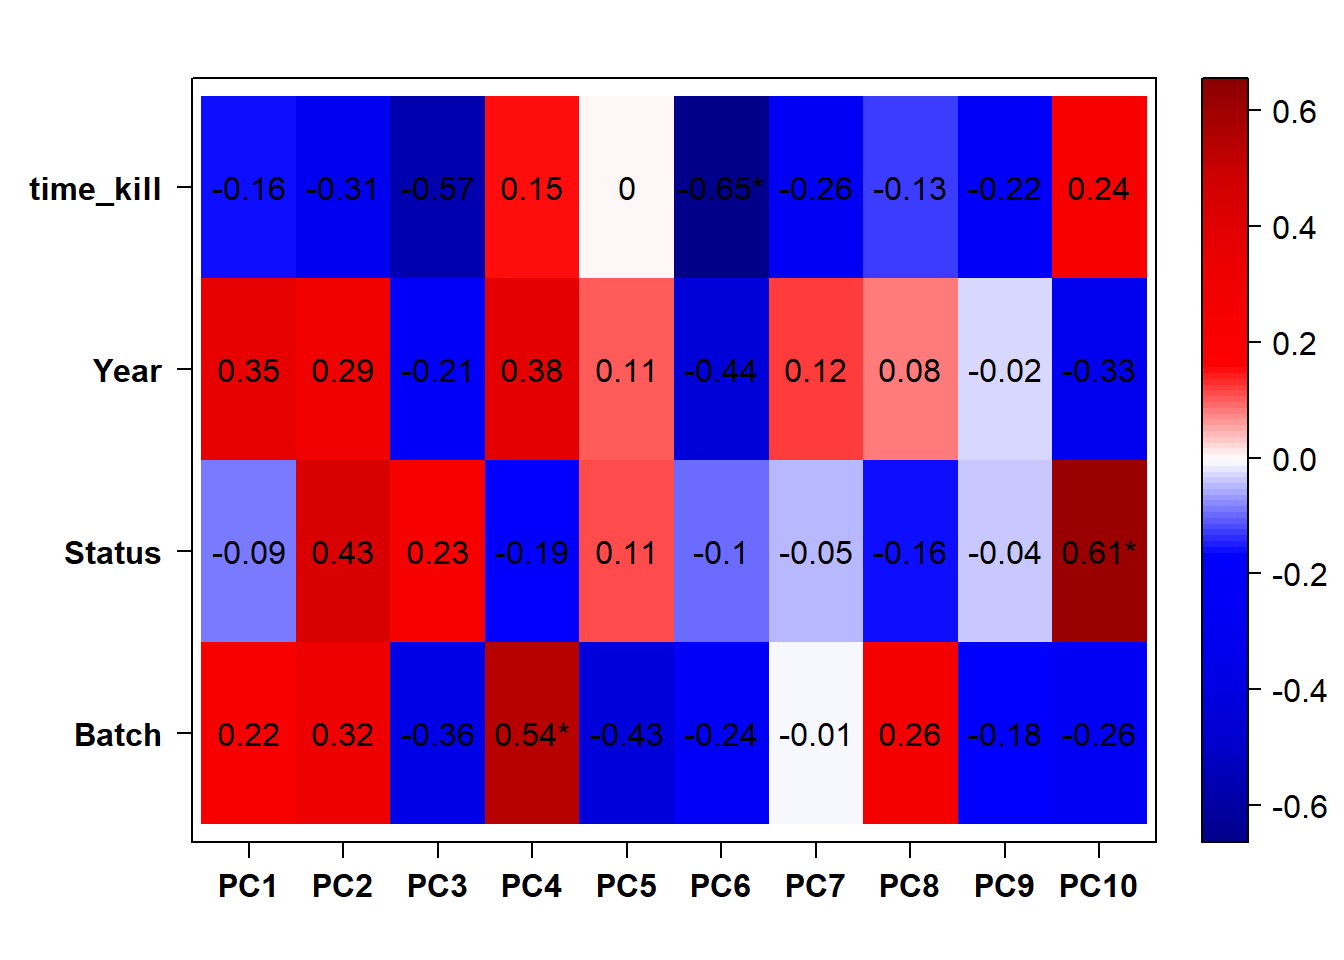 0.6
time_kill -0.16 -0.31 -0.57 0.15 0 -0.65* -0.26 -0.13 -0.22 0.24
0.4
0.2
Year 0.35 0.29 -0.21 0.38 0.11 -0.44 0.12 0.08 -0.02 -0.33
0.0
Status -0.09 0.43 0.23 -0.19 0.11 -0.1 -0.05 -0.16 -0.04 0.61*
-0.2
-0.4
Batch 0.22 0.32 -0.36 0.54* -0.43 -0.24 -0.01 0.26 -0.18 -0.26
-0.6
PC1 PC2 PC3 PC4 PC5 PC6 PC7 PC8 PC9 PC10